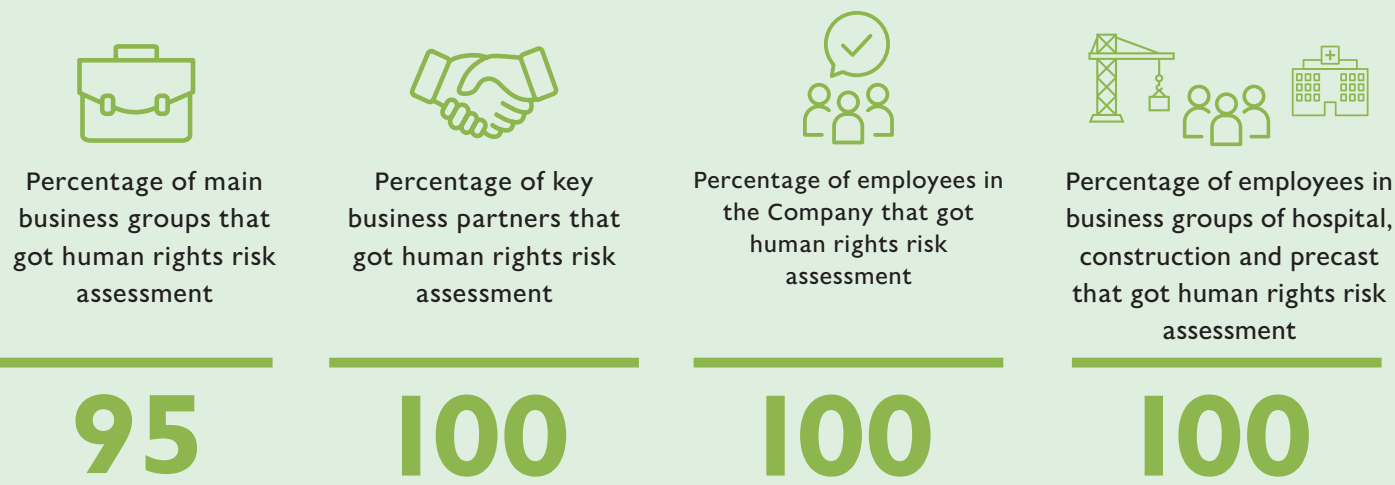 Percentage of main
business groups that
got human rights risk
assessment
95
Percentage of key
business partners that
got human rights risk
assessment
100
Percentage of employees in
the Company that got
human rights risk
assessment
100
Percentage of employees in
business groups of hospital,
construction and precast
that got human rights risk
assessment
100